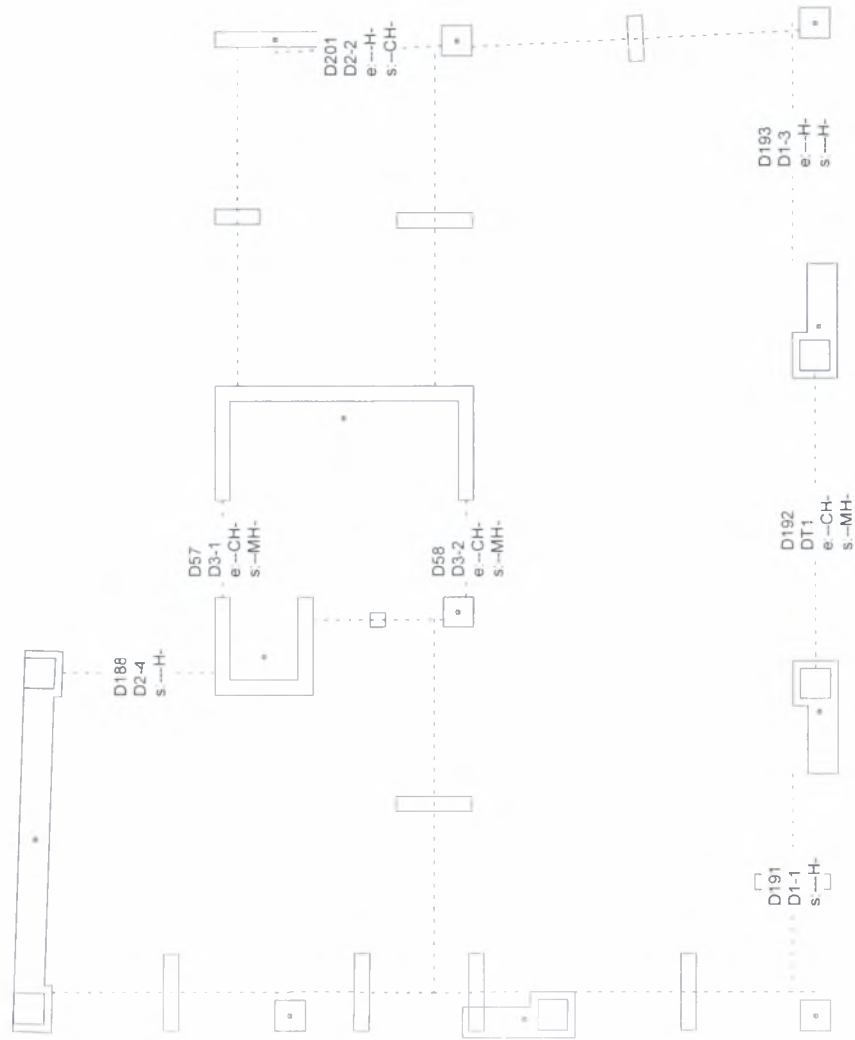 D201
D2-2
e:---H-
s:--CH-
D193
D1-3
e:---H-
s:---H-
D57
D3-1
e:--CH-
s:--MH-
D58
D3-2
e:--CH-
s:--MH-
D192
DT1
e:--CH-
s:--MH-
D188
D2-4
s:---H-
D191
D1-1
s:---H-